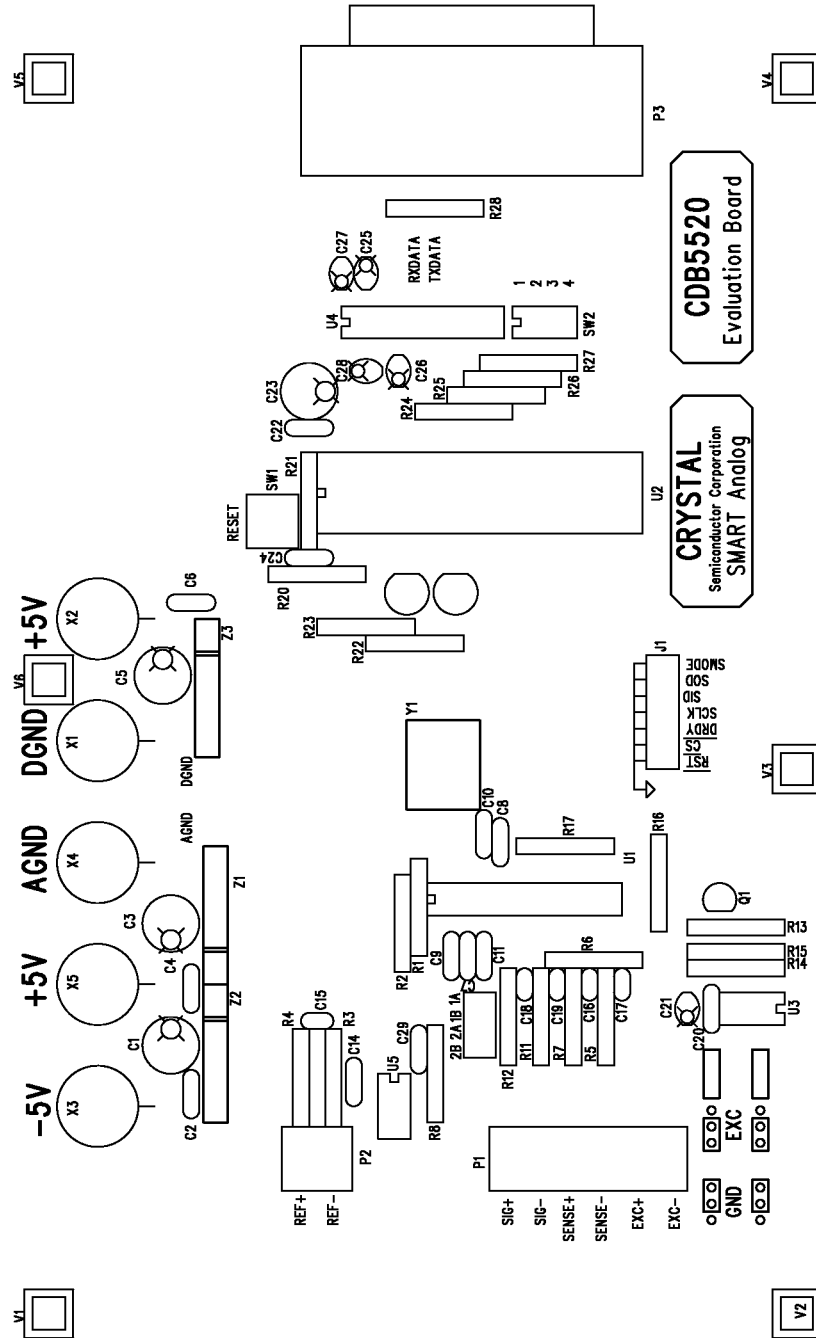 V1
V5
V6
-5V
+5V
AGND
DGND
+5V
X3
X5
X4
X1
X2
C1
C4
C3
C5
C6
C2
Z2
Z1
AGND
DGND
Z3
RESET
SW1
R20
C24
R21
C22
C23
R23
R22
REF+
REF-
R4
C15
R3
C14
P2
C28
C26
U4
C27
C25
RXDATA
TXDATA
R28
P3
R24
R25
R26
R27
1
2
3
4
SW2
Y1
C10
C8
R17
R2
R1
U1
C9
C7
C11
2B 2A 1B 1A
C29
U5
R8
R12
C18
R11
C19
R7
C16
R5
C17
R6
P1
SIG+
SIG-
SENSE+
SENSE-
EXC+
EXC-
U2
J1
RST
CS
DRDY
SCLK
SID
SOD
SMODE
R16
Q1
R13
R15
R14
C21
C20
U3
EXC
GND
CRYSTAL
Semiconductor Corporation
SMART Analog
CDB5520
Evaluation Board
V2
V3
V4